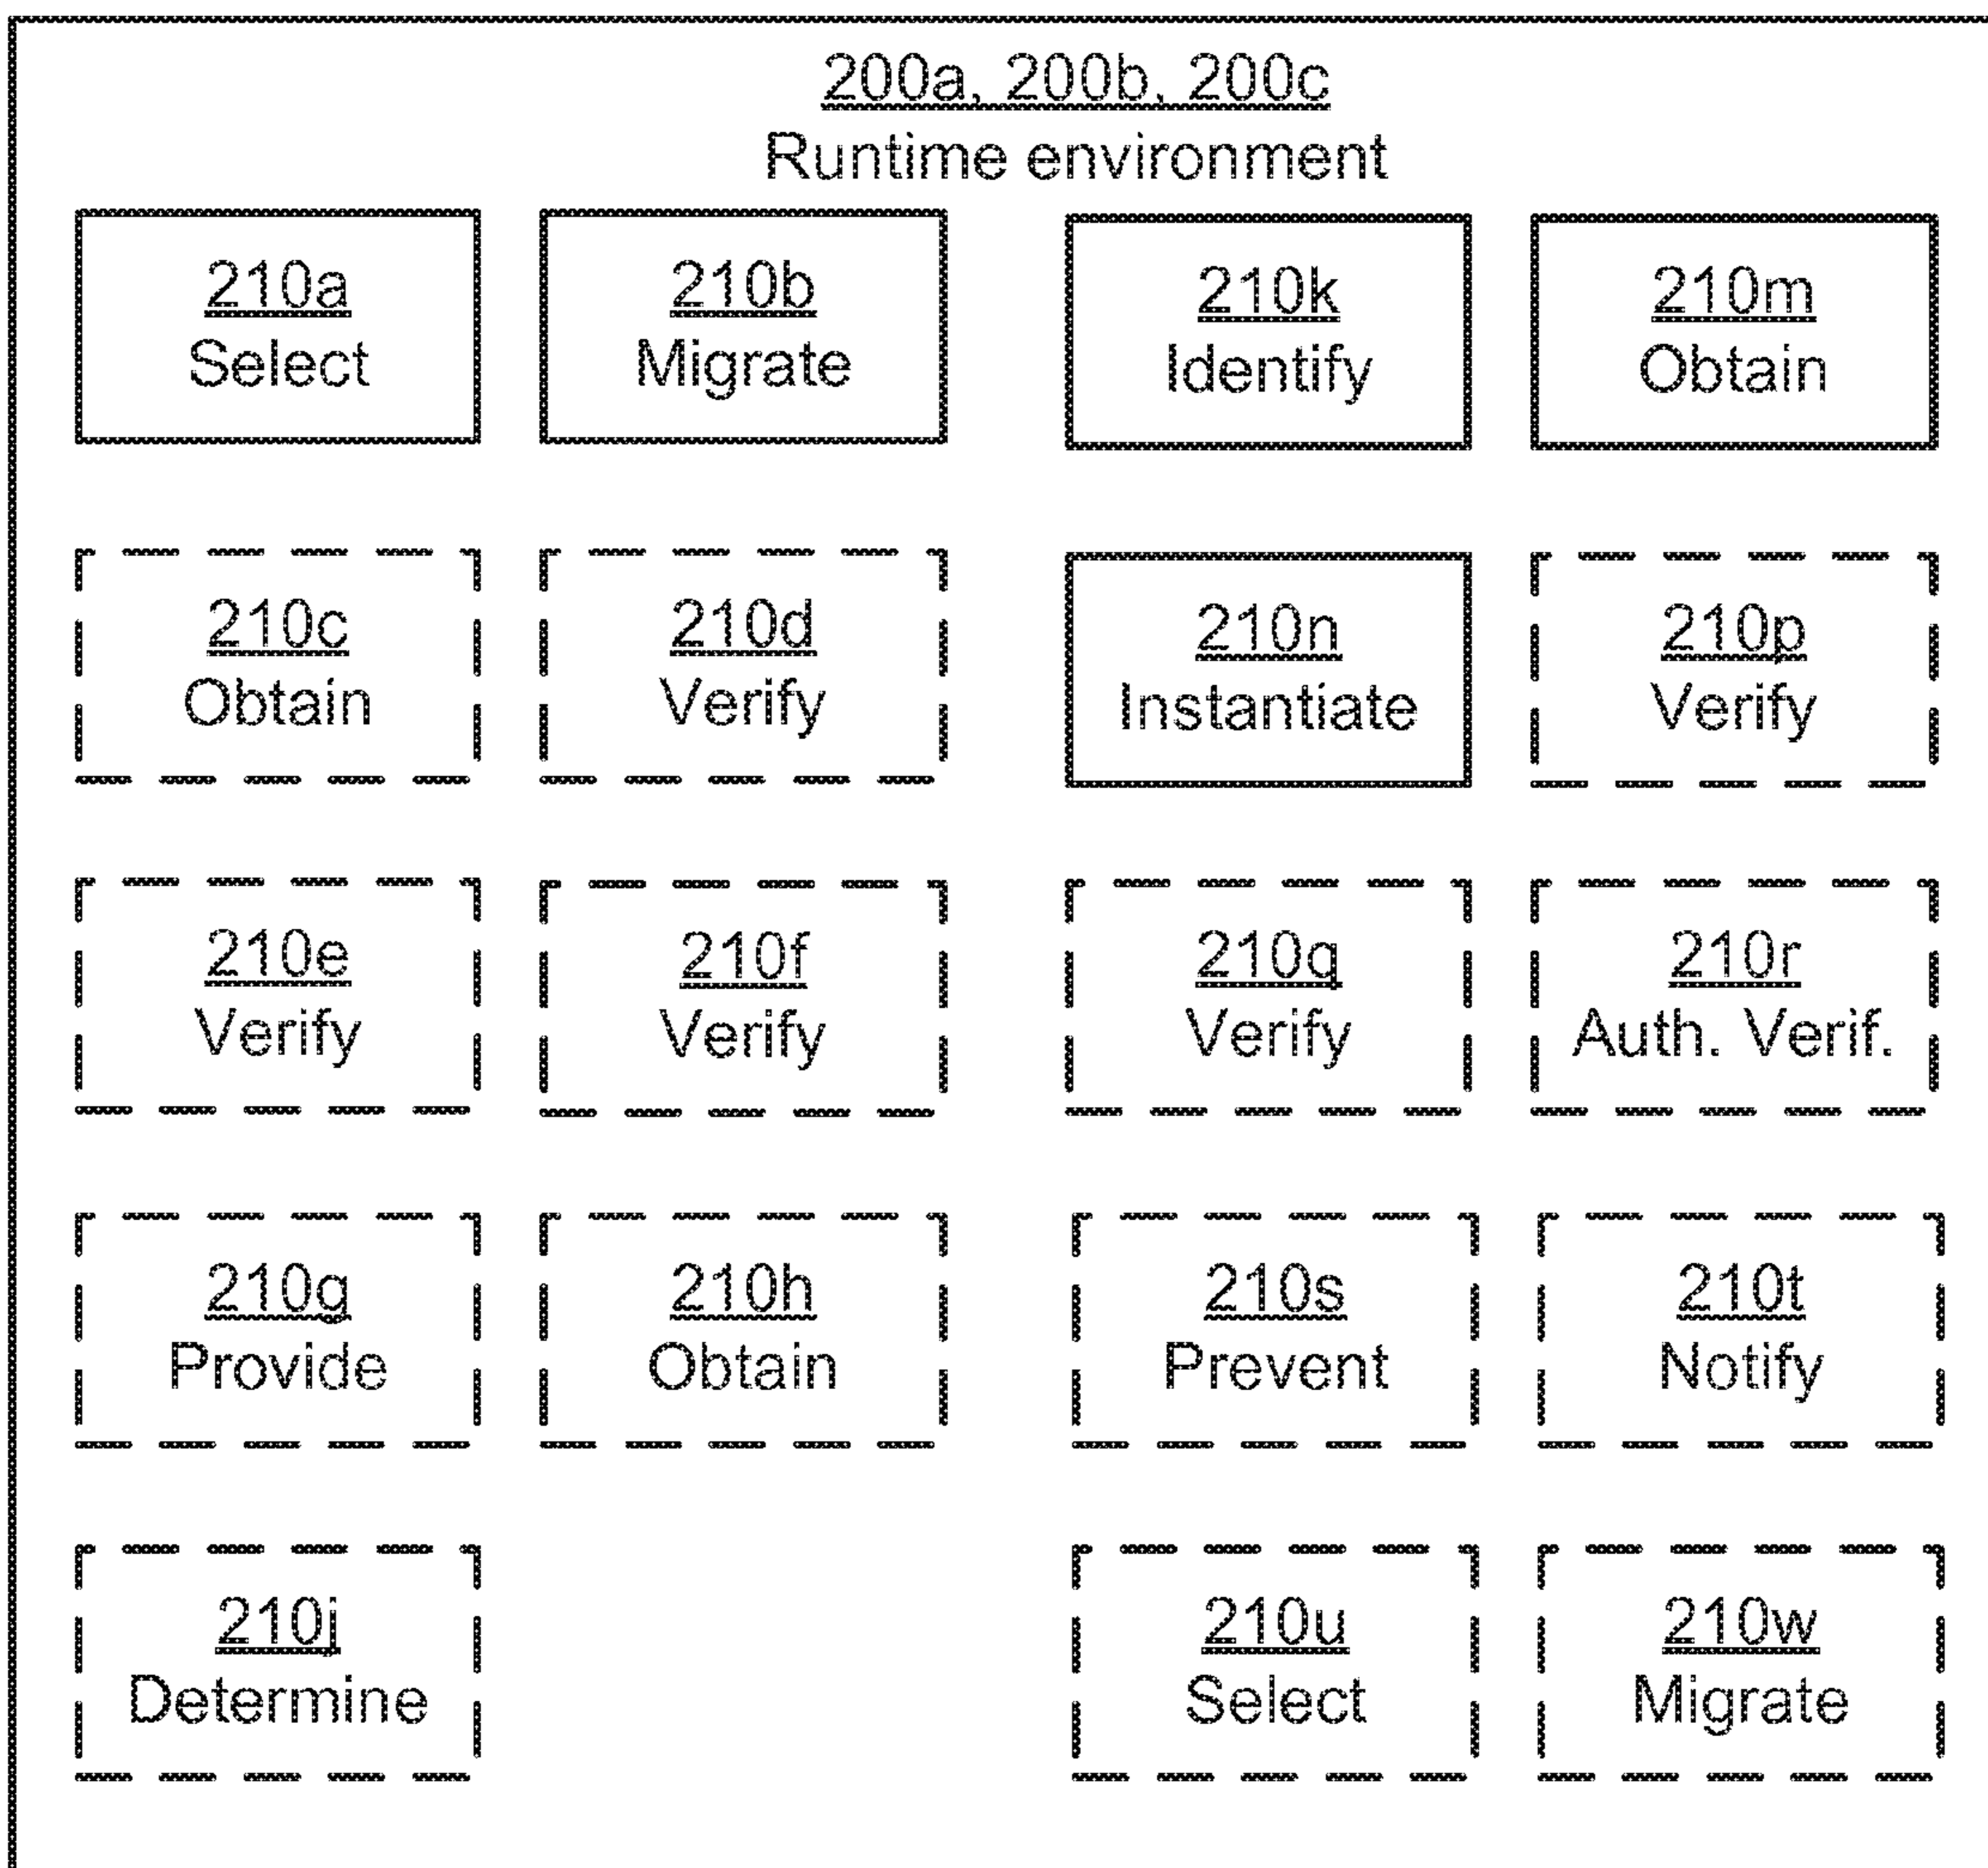 200a, 200b, 200c
Runtime environment
210a
Select
210b
Migrate
210k
Identify
210m
Obtain
210c
Obtain
210d
Verify
210n
Instantiate
210p
Verify
210e
Verify
210f
Verify
210q
Verify
210r
Auth. Verif.
210g
Provide
210h
Obtain
210s
Prevent
210t
Notify
210j
Determine
210u
Select
210w
Migrate